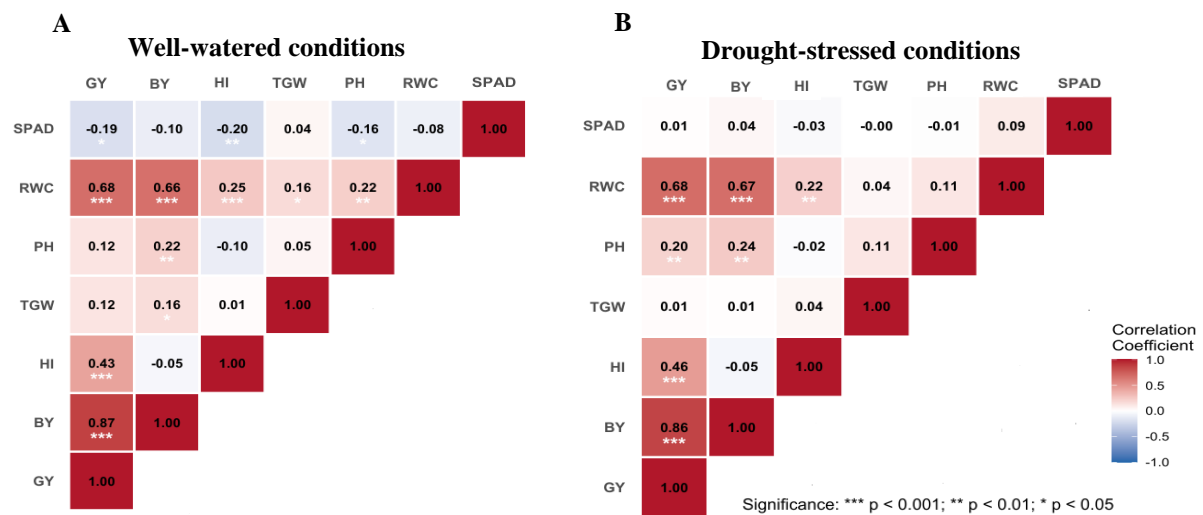 A
Well-watered conditions
GY BY HI TGW PH RWC SPAD
SPAD -0.19 -0.10 -0.20 0.04 -0.16 -0.08 1.00
* ** *
RWC 0.68 0.66 0.25 0.16 0.22 1.00
*** *** *** * **
PH 0.12 0.22 -0.10 0.05 1.00
**
TGW 0.12 0.16 0.01 1.00
*
HI 0.43 -0.05 1.00
***
BY 0.87 1.00
***
GY 1.00
B
Drought-stressed conditions
GY BY HI TGW PH RWC SPAD
SPAD 0.01 0.04 -0.03 -0.00 -0.01 0.09 1.00
RWC 0.68 0.67 0.22 0.04 0.11 1.00
*** *** **
PH 0.20 0.24 -0.02 0.11 1.00
** **
TGW 0.01 0.01 0.04 1.00
HI 0.46 -0.05 1.00
***
BY 0.86 1.00
***
GY 1.00
Correlation
Coefficient
1.0
0.5
0.0
-0.5
-1.0
Significance: *** p < 0.001; ** p < 0.01; * p < 0.05